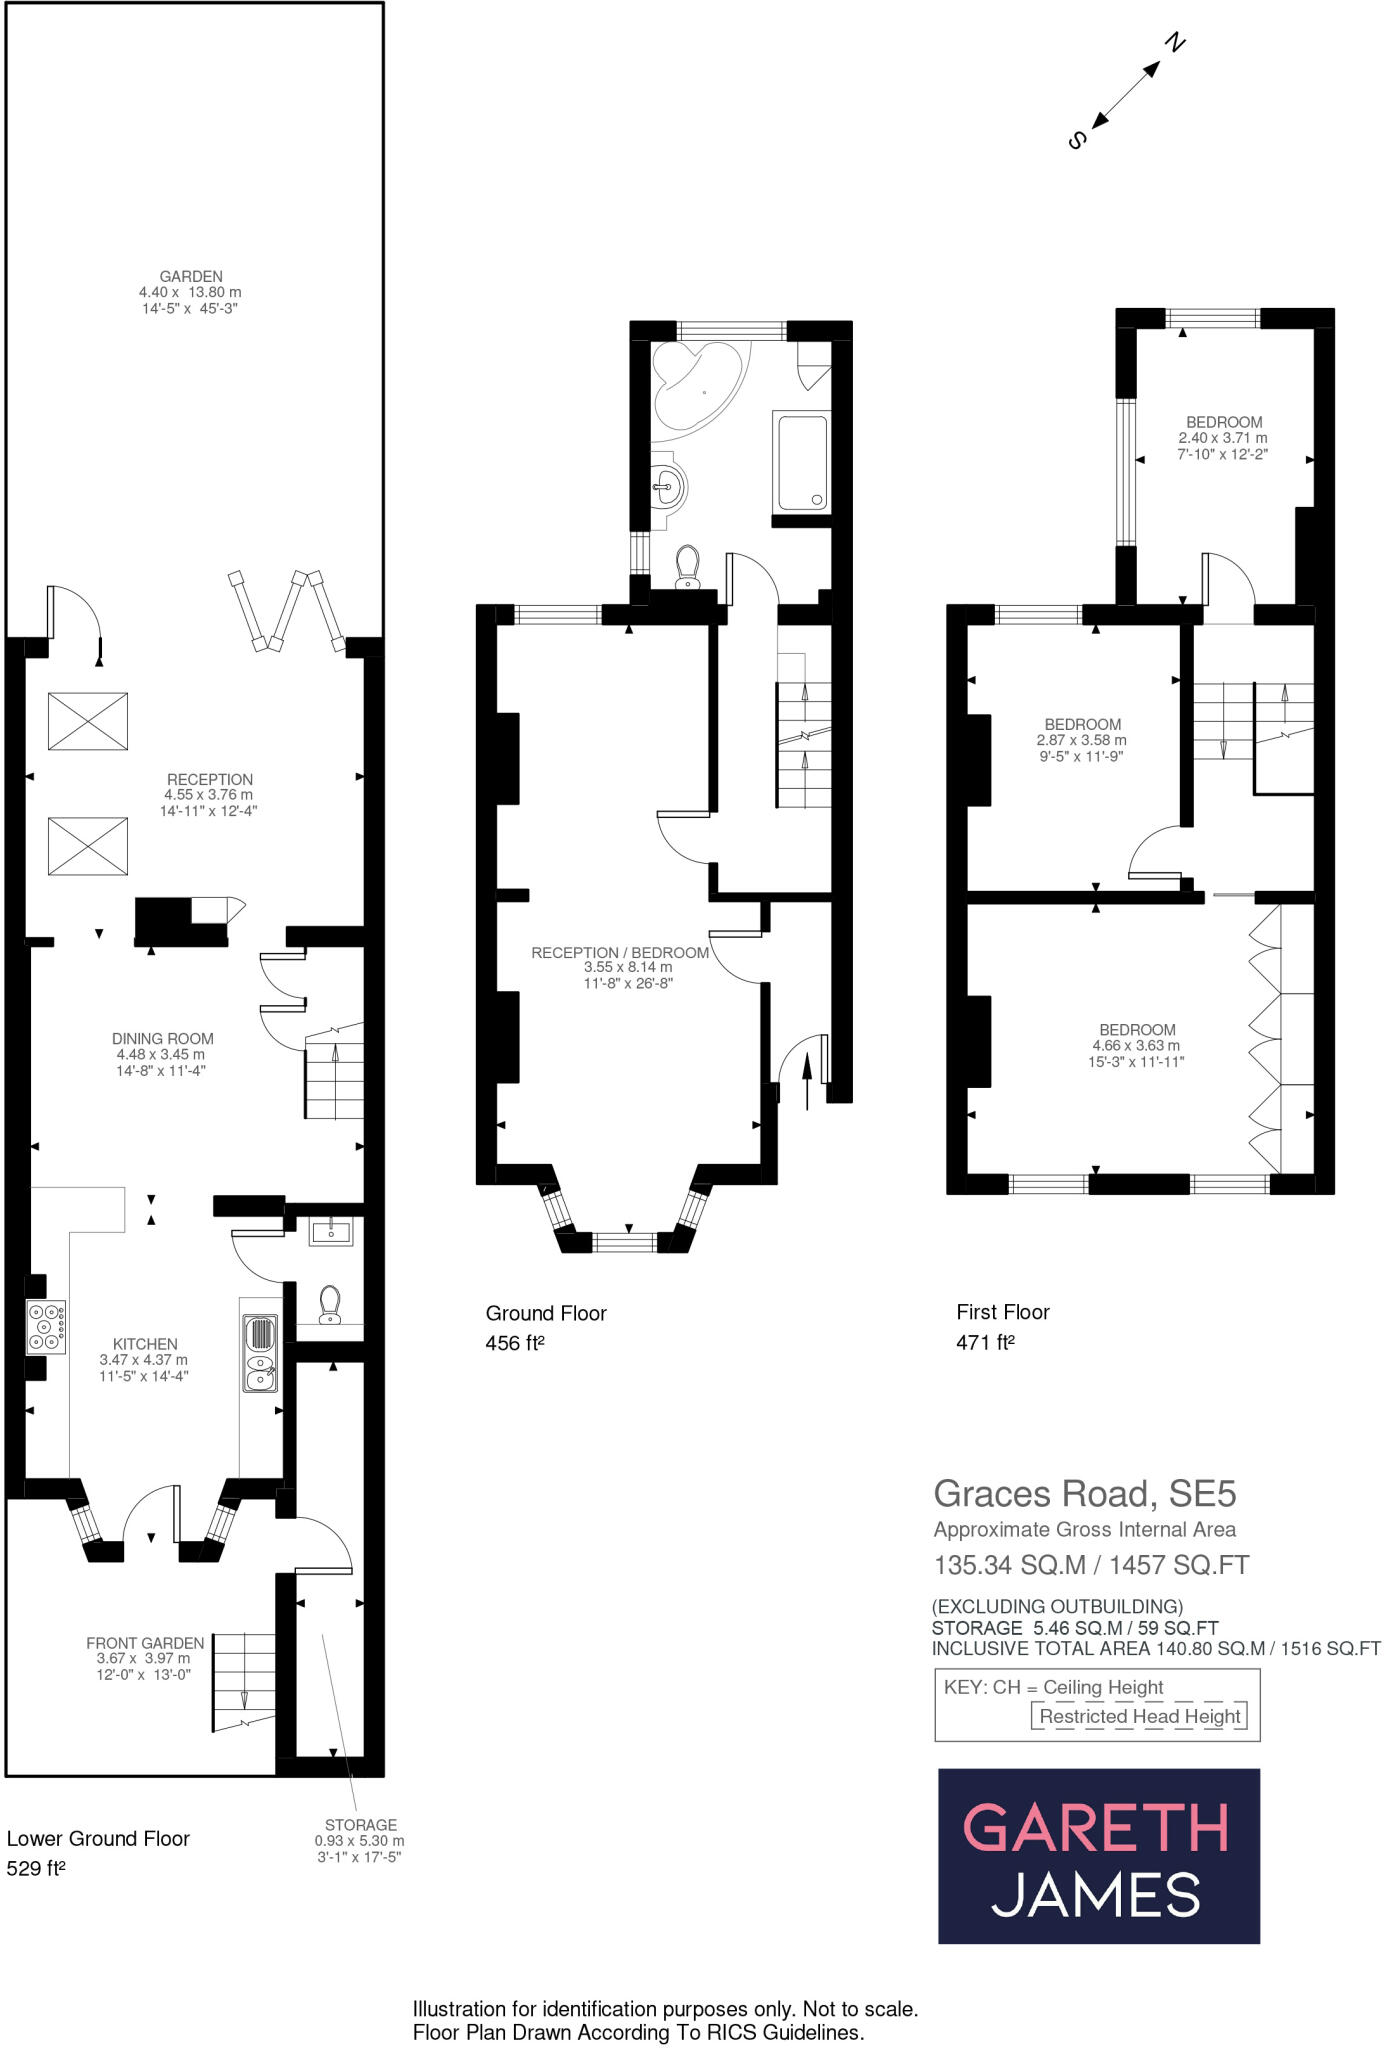 N
S
GARDEN
4.40 x  13.80 m
14'-5" x  45'-3"
RECEPTION
4.55 x 3.76 m
14'-11" x 12'-4"
DINING ROOM
4.48 x 3.45 m
14'-8" x 11'-4"
KITCHEN
3.47 x 4.37 m
11'-5" x 14'-4"
FRONT GARDEN
3.67 x  3.97 m
12'-0" x  13'-0"
STORAGE
0.93 x 5.30 m
3'-1" x 17'-5"
Lower Ground Floor
529 ft²
RECEPTION / BEDROOM
3.55 x 8.14 m
11'-8" x 26'-8"
Ground Floor
456 ft²
BEDROOM
2.40 x 3.71 m
7'-10" x 12'-2"
BEDROOM
2.87 x 3.58 m
9'-5" x 11'-9"
BEDROOM
4.66 x 3.63 m
15'-3" x 11'-11"
First Floor
471 ft²
Graces Road, SE5
Approximate Gross Internal Area
135.34 SQ.M / 1457 SQ.FT
(EXCLUDING OUTBUILDING)
STORAGE  5.46 SQ.M / 59 SQ.FT
INCLUSIVE TOTAL AREA 140.80 SQ.M / 1516 SQ.FT
KEY: CH = Ceiling Height
Restricted Head Height
GARETH
JAMES
Illustration for identification purposes only. Not to scale.
Floor Plan Drawn According To RICS Guidelines.